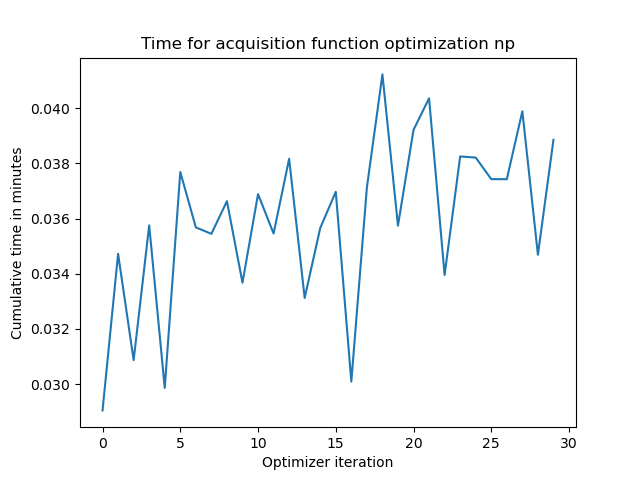 Time for acquisition function optimization np
Cumulative time in minutes
0.040
0.038
0.036
0.034
0.032
0.030
0 5 10 15 20 25 30
Optimizer iteration